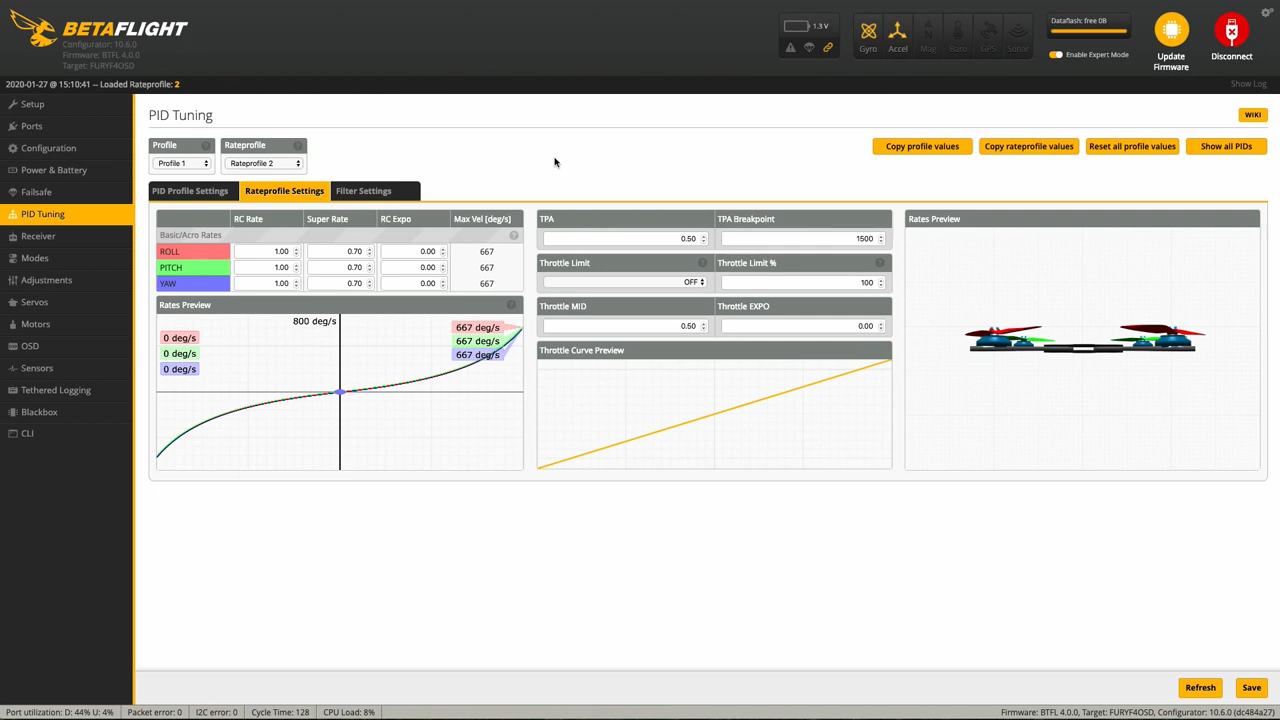 BETAFLIGHT
Configurator: 10.6.0
Firmware: BTFL 4.0.0
Target: FURYF4OSD
1.3 V
Gyro
Accel
Mag
Baro
GPS
Sonar
Dataflash: free 0B
Enable Expert Mode
Update
Firmware
Disconnect
2020-01-27 @ 15:10:41 -- Loaded Rateprofile: 2
Show Log
Setup
Ports
Configuration
Power & Battery
Failsafe
PID Tuning
Receiver
Modes
Adjustments
Servos
Motors
OSD
Sensors
Tethered Logging
Blackbox
CLI
PID Tuning
WIKI
Profile ?
Profile 1
Rateprofile ?
Rateprofile 2
Copy profile values
Copy rateprofile values
Reset all profile values
Show all PIDs
PID Profile Settings
Rateprofile Settings
Filter Settings
RC Rate Super Rate RC Expo Max Vel [deg/s]
Basic/Acro Rates ?
ROLL 1.00 0.70 0.00 667
PITCH 1.00 0.70 0.00 667
YAW 1.00 0.70 0.00 667
Rates Preview ?
800 deg/s
0 deg/s
0 deg/s
0 deg/s
667 deg/s
667 deg/s
667 deg/s
TPA TPA Breakpoint
0.50 1500
Throttle Limit ? Throttle Limit % ?
OFF 100
Throttle MID Throttle EXPO
0.50 0.00
Throttle Curve Preview
Rates Preview
Refresh
Save
Port utilization: D: 44% U: 4%
Packet error: 0
I2C error: 0
Cycle Time: 128
CPU Load: 8%
Firmware: BTFL 4.0.0, Target: FURYF4OSD, Configurator: 10.6.0 (dc484a27)